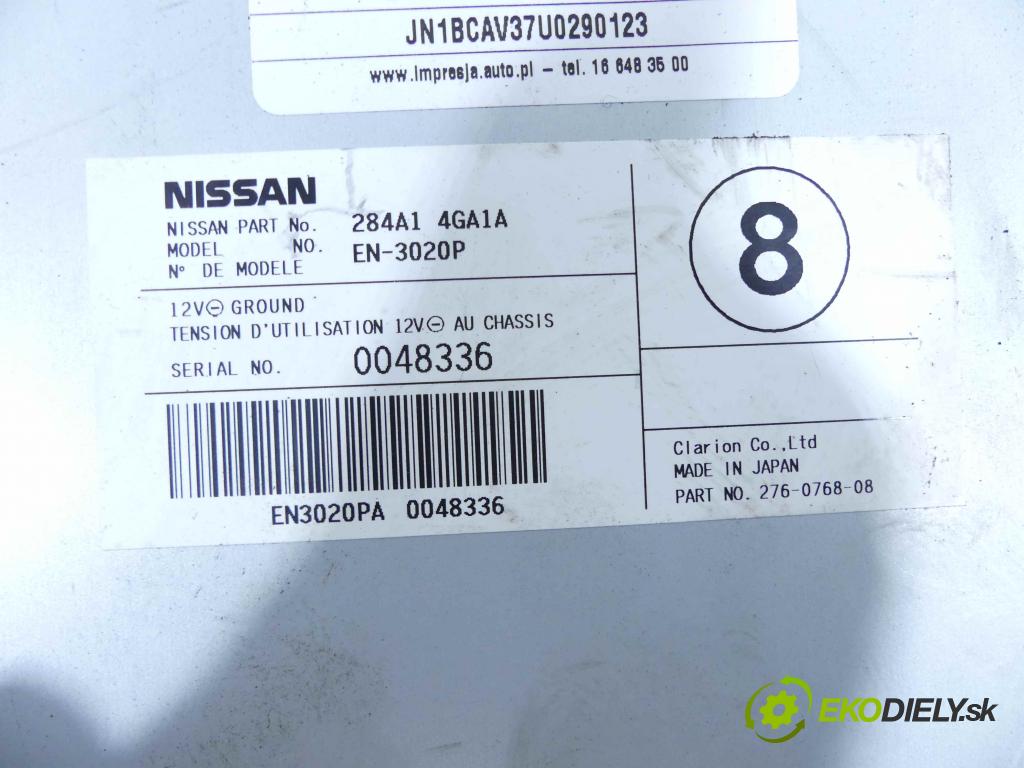 JN1BCAV37U0290123
www.Impresja.auto.pl – tel. 16 648 35 00
NISSAN
NISSAN PART No. 284A1 4GA1A
MODEL NO. EN-3020P
N° DE MODELE
12V⊖ GROUND
TENSION D'UTILISATION 12V⊖ AU CHASSIS
SERIAL NO. 0048336
EN3020PA 0048336
8
Clarion Co.,Ltd
MADE IN JAPAN
PART NO. 276-0768-08
EKODIELY.sk